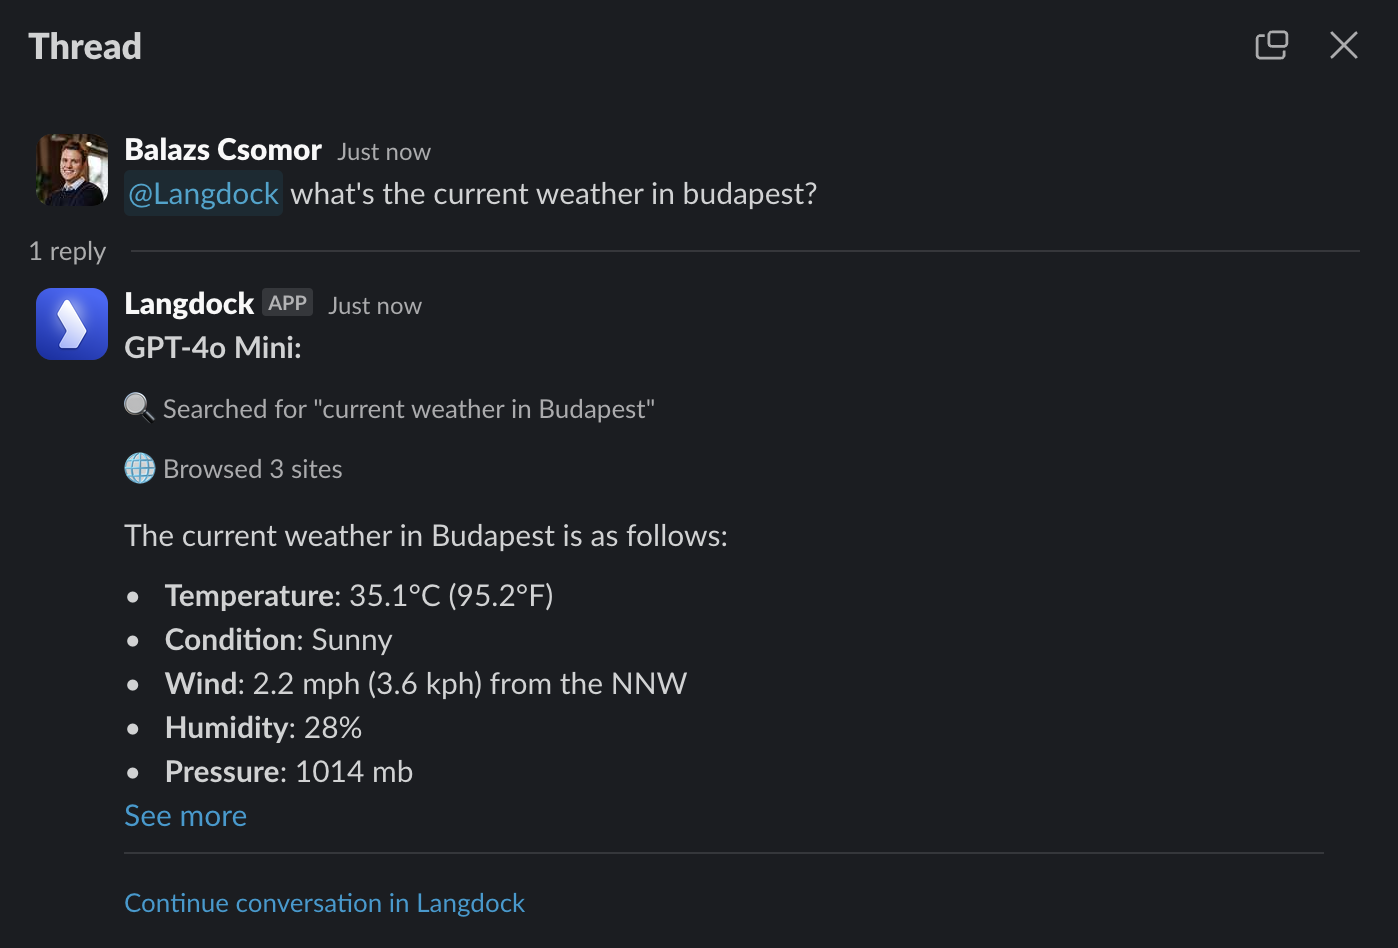 Thread
Balazs Csomor Just now
@Langdock what's the current weather in budapest?
1 reply
Langdock APP Just now
GPT-4o Mini:
Searched for "current weather in Budapest"
Browsed 3 sites
The current weather in Budapest is as follows:
• Temperature: 35.1°C (95.2°F)
• Condition: Sunny
• Wind: 2.2 mph (3.6 kph) from the NNW
• Humidity: 28%
• Pressure: 1014 mb
See more
Continue conversation in Langdock